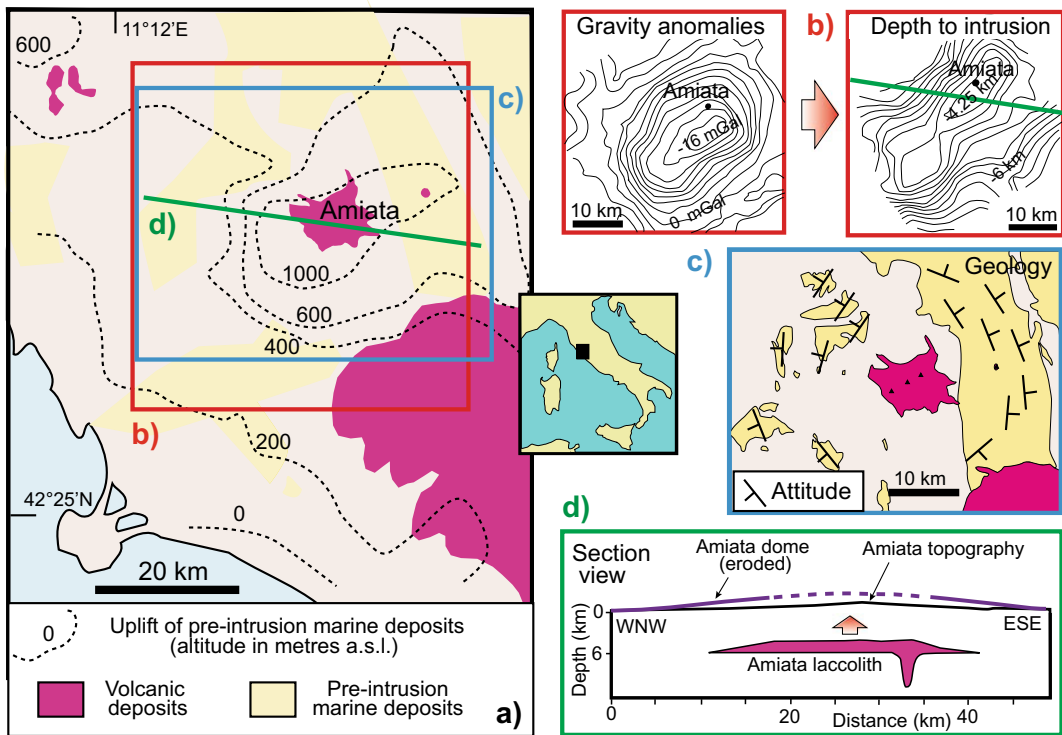 600
11°12'E
c)
d)
Amiata
1000
600
400
b)
200
42°25'N
0
20 km
0
Uplift of pre-intrusion marine deposits
(altitude in metres a.s.l.)
Volcanic
deposits
Pre-intrusion
marine deposits
a)
Gravity anomalies
Amiata
-16 mGal
0 mGal
10 km
b)
Depth to intrusion
Amiata
-4.25 km
-6 km
10 km
c)
Geology
Attitude
10 km
d)
Section
view
Amiata dome
(eroded)
Amiata topography
Depth (km)
0
6
WNW
ESE
Amiata laccolith
0
20
40
Distance (km)